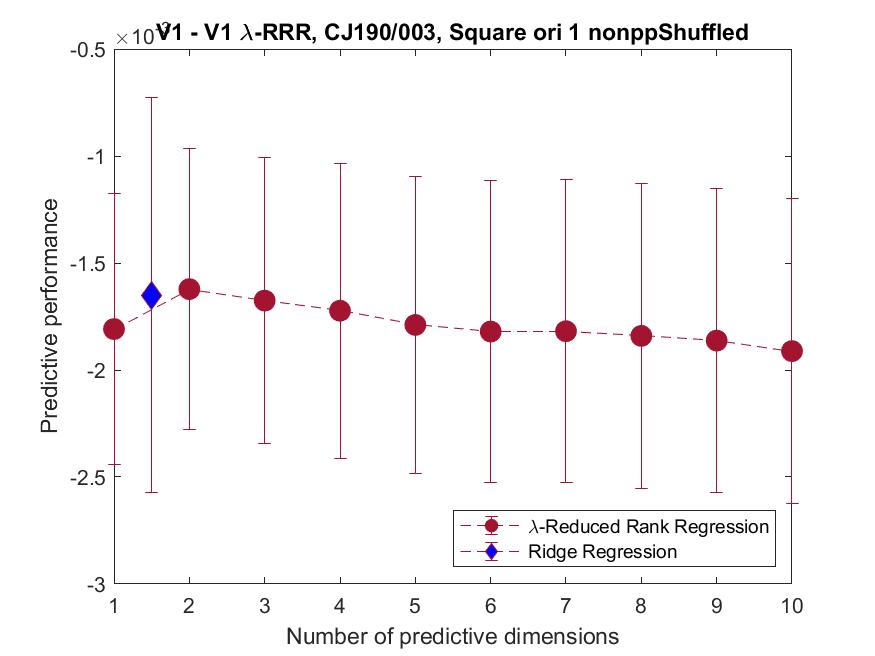 ×10⁻³
V1 - V1 λ-RRR, CJ190/003, Square ori 1 nonppShuffled
-0.5
-1
-1.5
-2
-2.5
-3
Predictive performance
λ-Reduced Rank Regression
Ridge Regression
1 2 3 4 5 6 7 8 9 10
Number of predictive dimensions